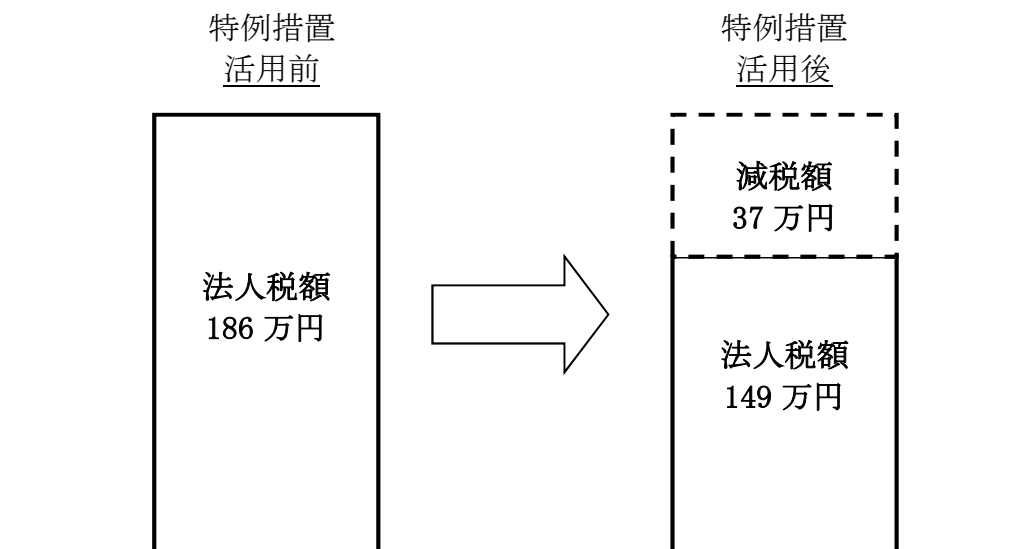 特例措置
活用前
法人税額
186 万円
特例措置
活用後
減税額
37 万円
法人税額
149 万円